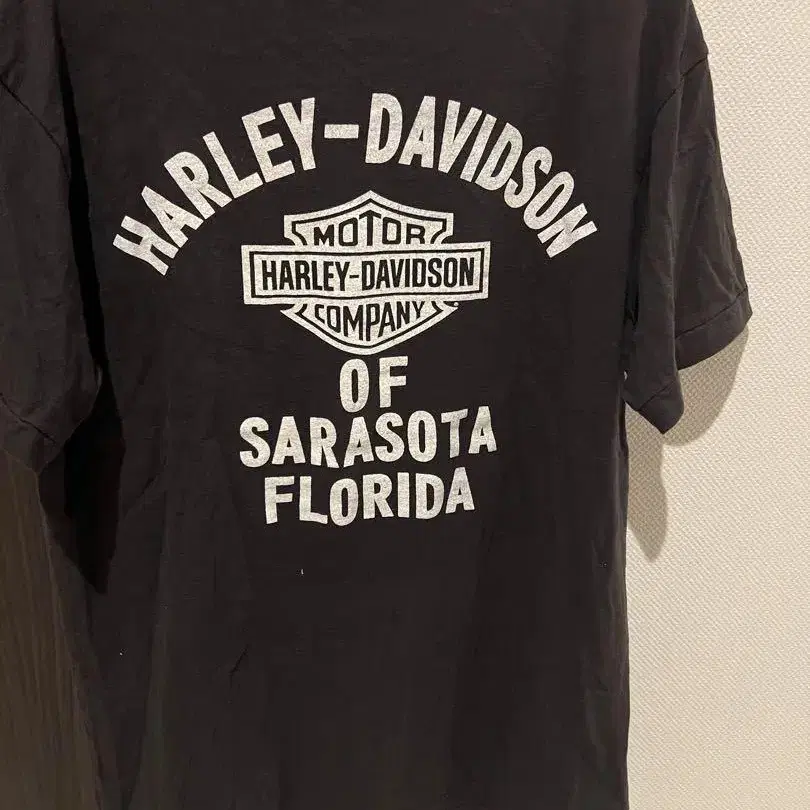 HARLEY-DAVIDSON
MOTOR
HARLEY-DAVIDSON
COMPANY
OF
SARASOTA
FLORIDA